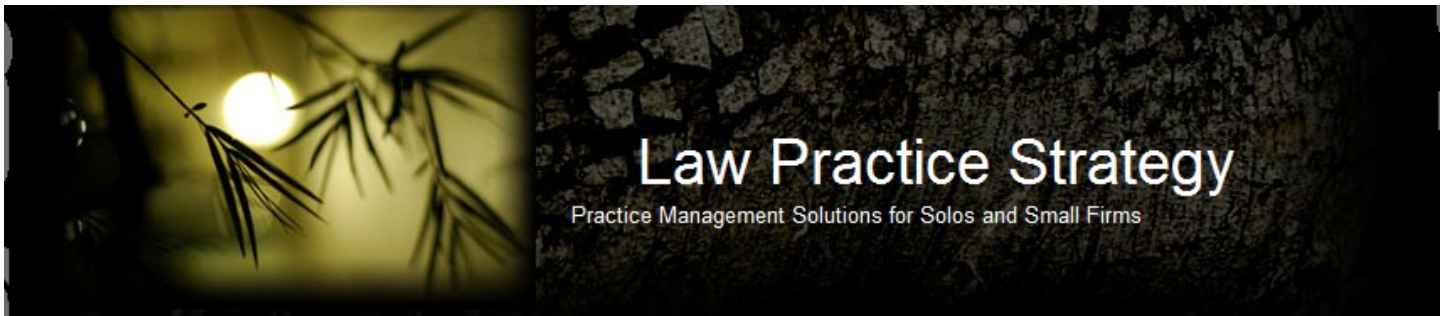 Law Practice Strategy
Practice Management Solutions for Solos and Small Firms